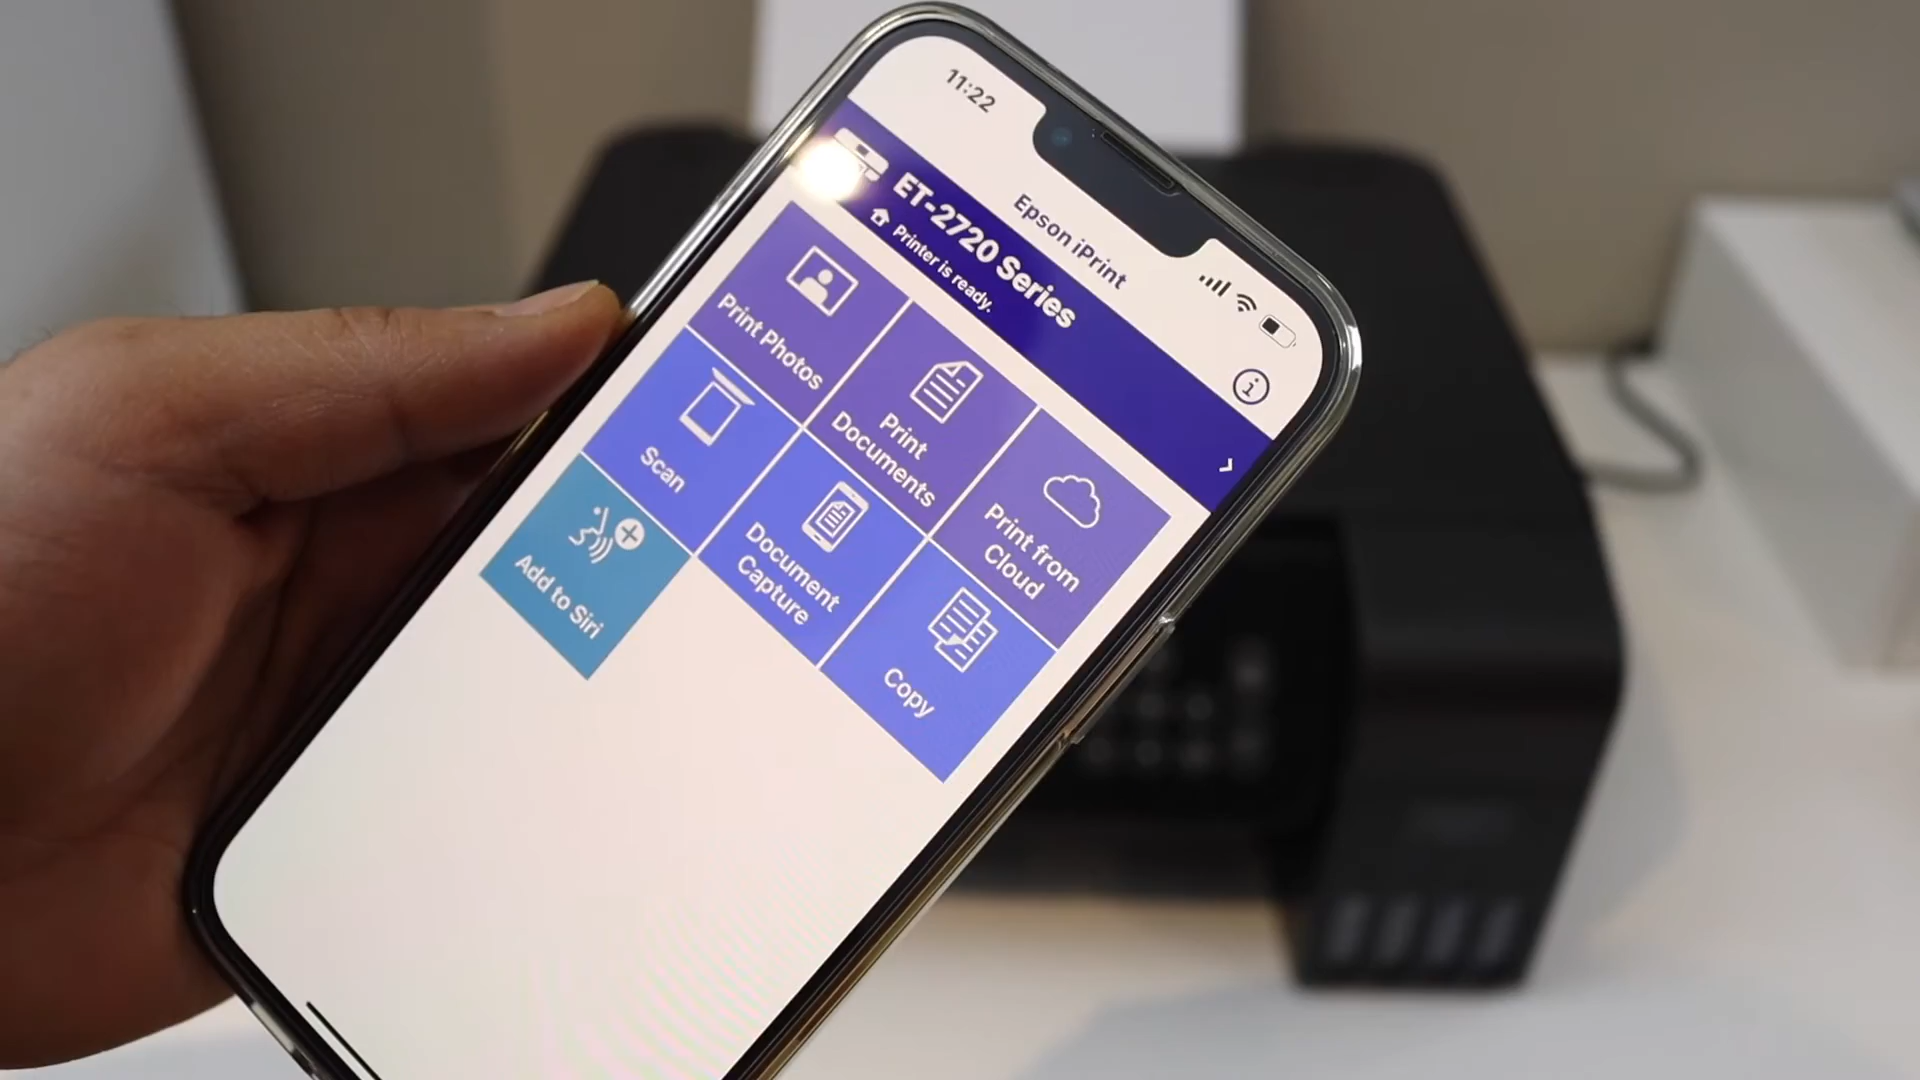 11:22
Epson iPrint
ET-2720 Series
Printer is ready.
Print Photos
Print
Documents
Print from
Cloud
Scan
Document
Capture
Copy
Add to Siri